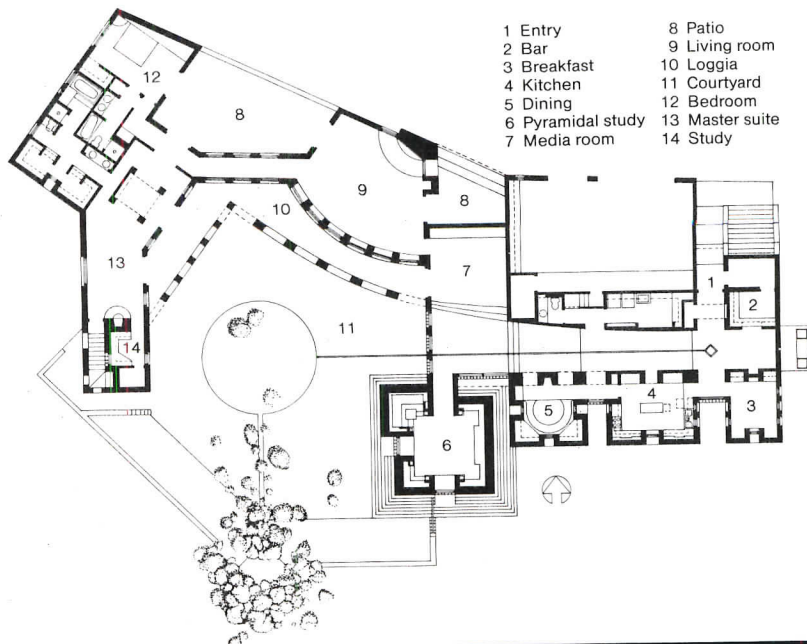 1 Entry
2 Bar
3 Breakfast
4 Kitchen
5 Dining
6 Pyramidal study
7 Media room
8 Patio
9 Living room
10 Loggia
11 Courtyard
12 Bedroom
13 Master suite
14 Study
12
8
9
8
10
7
13
1
2
11
14
4
3
5
6